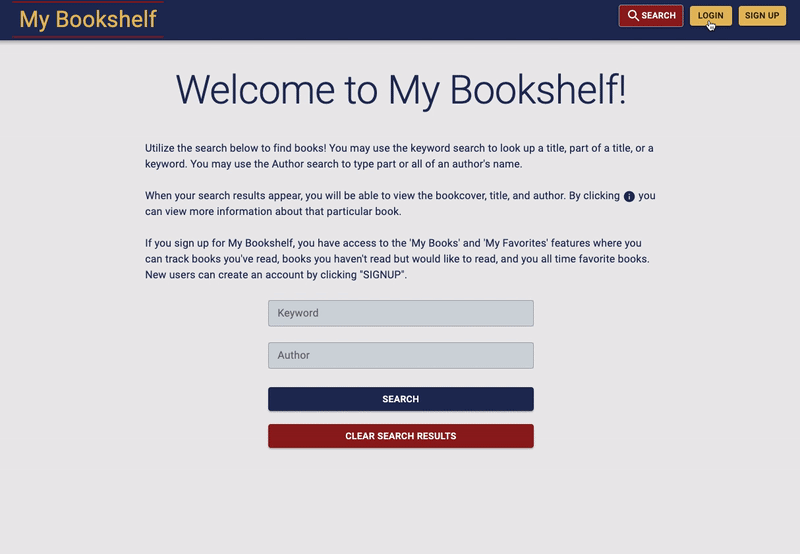 My Bookshelf
SEARCH
LOGIN
SIGN UP
Welcome to My Bookshelf!
Utilize the search below to find books! You may use the keyword search to look up a title, part of a title, or a
keyword. You may use the Author search to type part or all of an author's name.
When your search results appear, you will be able to view the bookcover, title, and author. By clicking i you
can view more information about that particular book.
If you sign up for My Bookshelf, you have access to the 'My Books' and 'My Favorites' features where you
can track books you've read, books you haven't read but would like to read, and you all time favorite books.
New users can create an account by clicking "SIGNUP".
Keyword
Author
SEARCH
CLEAR SEARCH RESULTS